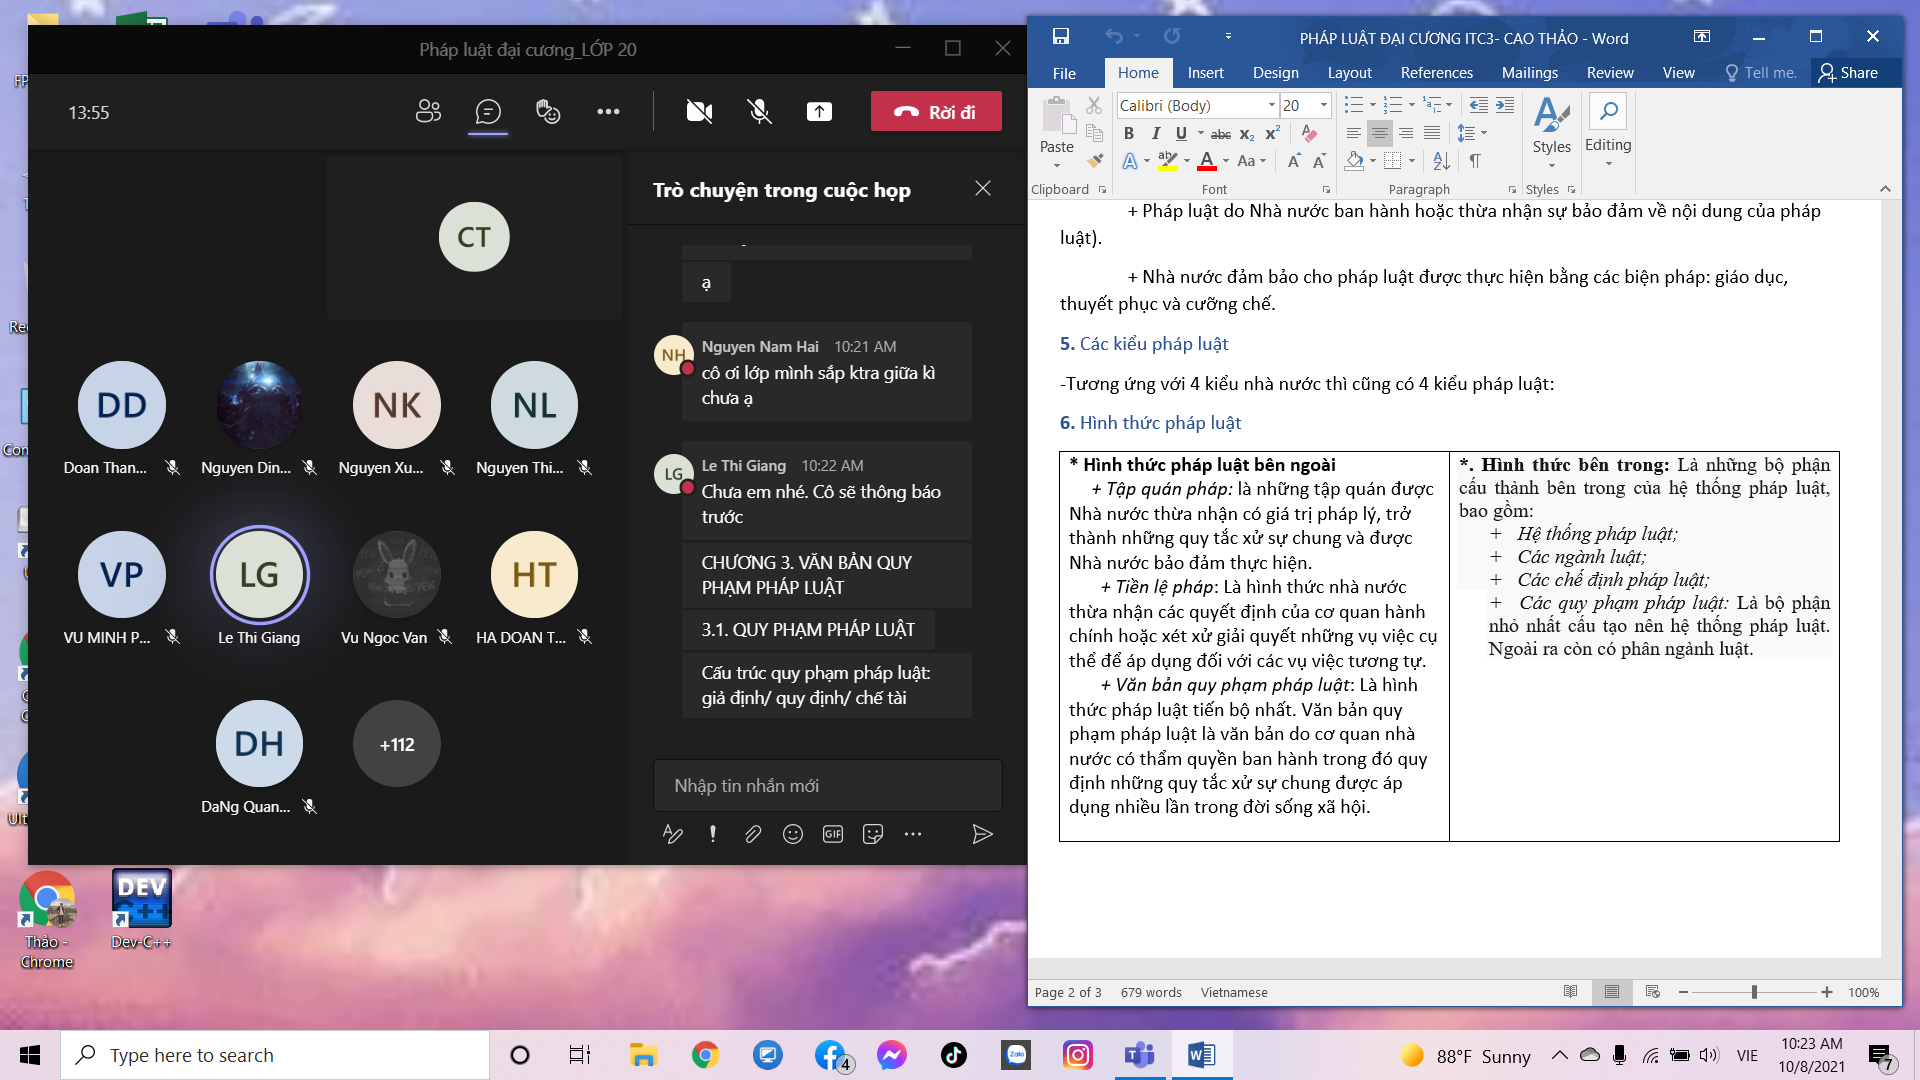 Pháp luật đại cương_LỚP 20
13:55
Rời đi
CT
DD
Doan Than...
Nguyen Din...
NK
Nguyen Xu...
NL
Nguyen Thi...
VP
VU MINH P...
LG
Le Thi Giang
Vu Ngoc Van
HT
HA DOAN T...
DH
DaNg Quan...
+112
Trò chuyện trong cuộc họp
ạ
NH
Nguyen Nam Hai 10:21 AM
cô ơi lớp mình sắp ktra giữa kì
chưa ạ
LG
Le Thi Giang 10:22 AM
Chưa em nhé. Cô sẽ thông báo
trước
CHƯƠNG 3. VĂN BẢN QUY
PHẠM PHÁP LUẬT
3.1. QUY PHẠM PHÁP LUẬT
Cấu trúc quy phạm pháp luật:
giả định/ quy định/ chế tài
Nhập tin nhắn mới
GIF
PHÁP LUẬT ĐẠI CƯƠNG ITC3- CAO THẢO - Word
File Home Insert Design Layout References Mailings Review View Tell me. Share
Paste
Clipboard
Calibri (Body) 20
B I U abc X2 X2
A A Aa A A
Font
Paragraph
Styles
Styles
Editing
+ Pháp luật do Nhà nước ban hành hoặc thừa nhận sự bảo đảm về nội dung của pháp
luật).
+ Nhà nước đảm bảo cho pháp luật được thực hiện bằng các biện pháp: giáo dục,
thuyết phục và cưỡng chế.
5. Các kiểu pháp luật
-Tương ứng với 4 kiểu nhà nước thì cũng có 4 kiểu pháp luật:
6. Hình thức pháp luật
* Hình thức pháp luật bên ngoài
+ Tập quán pháp: là những tập quán được
Nhà nước thừa nhận có giá trị pháp lý, trở
thành những quy tắc xử sự chung và được
Nhà nước bảo đảm thực hiện.
+ Tiền lệ pháp: Là hình thức nhà nước
thừa nhận các quyết định của cơ quan hành
chính hoặc xét xử giải quyết những vụ việc cụ
thể để áp dụng đối với các vụ việc tương tự.
+ Văn bản quy phạm pháp luật: Là hình
thức pháp luật tiến bộ nhất. Văn bản quy
phạm pháp luật là văn bản do cơ quan nhà
nước có thẩm quyền ban hành trong đó quy
định những quy tắc xử sự chung được áp
dụng nhiều lần trong đời sống xã hội.
*. Hình thức bên trong: Là những bộ phận
cấu thành bên trong của hệ thống pháp luật,
bao gồm:
+ Hệ thống pháp luật;
+ Các ngành luật;
+ Các chế định pháp luật;
+ Các quy phạm pháp luật: Là bộ phận
nhỏ nhất cấu tạo nên hệ thống pháp luật.
Ngoài ra còn có phân ngành luật.
Page 2 of 3 679 words Vietnamese
100%
Thảo -
Chrome
DEV
C++
Dev-C++
Type here to search
4
Zalo
88°F Sunny
VIE
10:23 AM
10/8/2021
7